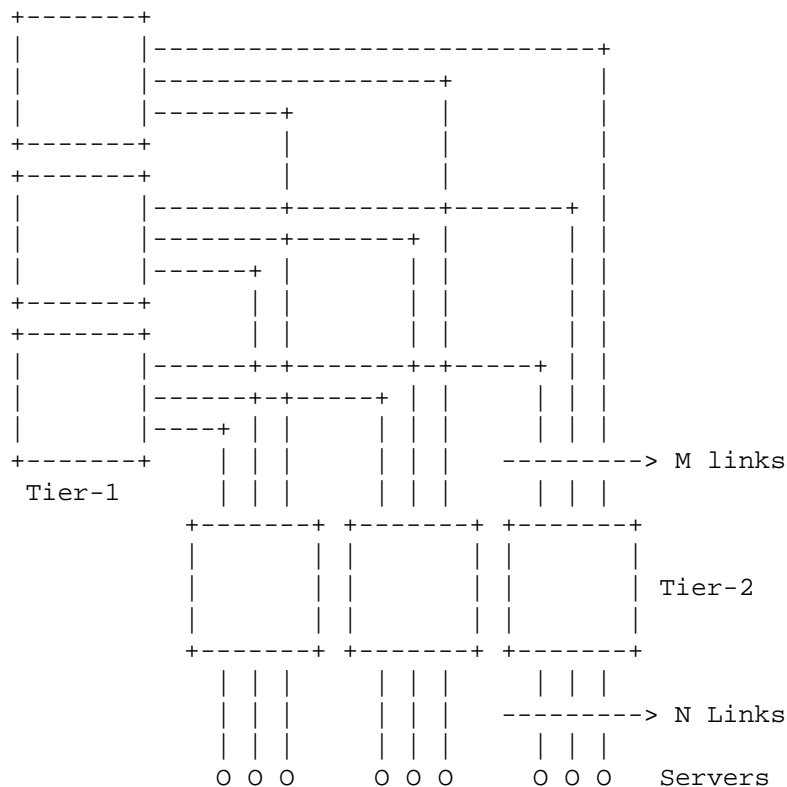 M links
Tier-1
Tier-2
N Links
O O O O O O O O O Servers